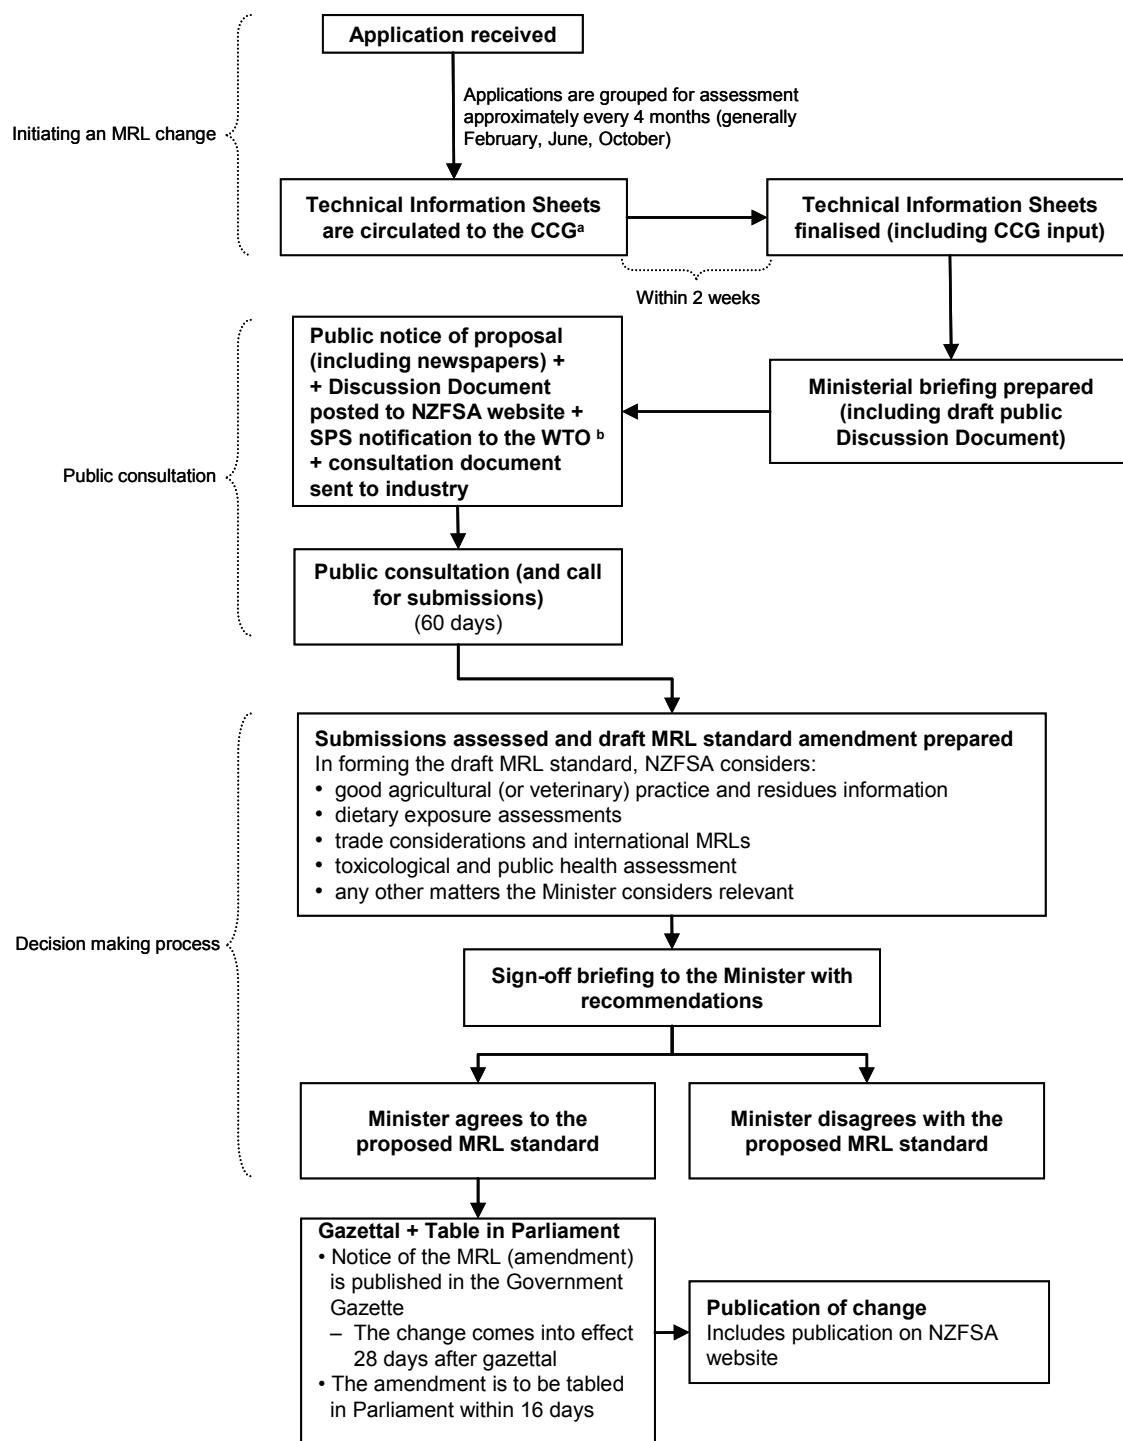 Application received
Applications are grouped for assessment
approximately every 4 months (generally
February, June, October)
Initiating an MRL change
Technical Information Sheets
are circulated to the CCGᵃ
Technical Information Sheets
finalised (including CCG input)
Within 2 weeks
Public notice of proposal
(including newspapers) +
+ Discussion Document
posted to NZFSA website +
SPS notification to the WTO ᵇ
+ consultation document
sent to industry
Ministerial briefing prepared
(including draft public
Discussion Document)
Public consultation
Public consultation (and call
for submissions)
(60 days)
Submissions assessed and draft MRL standard amendment prepared
In forming the draft MRL standard, NZFSA considers:
• good agricultural (or veterinary) practice and residues information
• dietary exposure assessments
• trade considerations and international MRLs
• toxicological and public health assessment
• any other matters the Minister considers relevant
Decision making process
Sign-off briefing to the Minister with
recommendations
Minister agrees to the
proposed MRL standard
Minister disagrees with the
proposed MRL standard
Gazettal + Table in Parliament
• Notice of the MRL (amendment)
is published in the Government
Gazette
– The change comes into effect
28 days after gazettal
• The amendment is to be tabled
in Parliament within 16 days
Publication of change
Includes publication on NZFSA
website